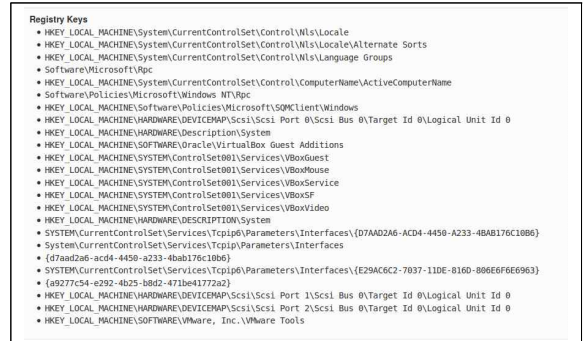 Registry Keys
• HKEY_LOCAL_MACHINE\System\CurrentControlSet\Control\Nls\Locale
• HKEY_LOCAL_MACHINE\System\CurrentControlSet\Control\Nls\Locale\Alternate Sorts
• HKEY_LOCAL_MACHINE\System\CurrentControlSet\Control\Nls\Language Groups
• Software\Microsoft\Rpc
• HKEY_LOCAL_MACHINE\System\CurrentControlSet\Control\ComputerName\ActiveComputerName
• Software\Policies\Microsoft\Windows NT\Rpc
• HKEY_LOCAL_MACHINE\Software\Policies\Microsoft\SQMClient\Windows
• HKEY_LOCAL_MACHINE\HARDWARE\DEVICEMAP\Scsi\Scsi Port 0\Scsi Bus 0\Target Id 0\Logical Unit Id 0
• HKEY_LOCAL_MACHINE\HARDWARE\Description\System
• HKEY_LOCAL_MACHINE\SOFTWARE\Oracle\VirtualBox Guest Additions
• HKEY_LOCAL_MACHINE\SYSTEM\ControlSet001\Services\VBoxGuest
• HKEY_LOCAL_MACHINE\SYSTEM\ControlSet001\Services\VBoxMouse
• HKEY_LOCAL_MACHINE\SYSTEM\ControlSet001\Services\VBoxService
• HKEY_LOCAL_MACHINE\SYSTEM\ControlSet001\Services\VBoxSF
• HKEY_LOCAL_MACHINE\SYSTEM\ControlSet001\Services\VBoxVideo
• HKEY_LOCAL_MACHINE\HARDWARE\DESCRIPTION\System
• SYSTEM\CurrentControlSet\Services\Tcpip6\Parameters\Interfaces\{D7AAD2A6-ACD4-4450-A233-4BAB176C10B6}
• System\CurrentControlSet\Services\Tcpip\Parameters\Interfaces
• {d7aad2a6-acd4-4450-a233-4bab176c10b6}
• SYSTEM\CurrentControlSet\Services\Tcpip6\Parameters\Interfaces\{E29AC6C2-7037-11DE-816D-806E6F6E6963}
• {a9277c54-e292-4b25-b8d2-471be41772a2}
• HKEY_LOCAL_MACHINE\HARDWARE\DEVICEMAP\Scsi\Scsi Port 1\Scsi Bus 0\Target Id 0\Logical Unit Id 0
• HKEY_LOCAL_MACHINE\HARDWARE\DEVICEMAP\Scsi\Scsi Port 2\Scsi Bus 0\Target Id 0\Logical Unit Id 0
• HKEY_LOCAL_MACHINE\SOFTWARE\VMware, Inc.\VMware Tools